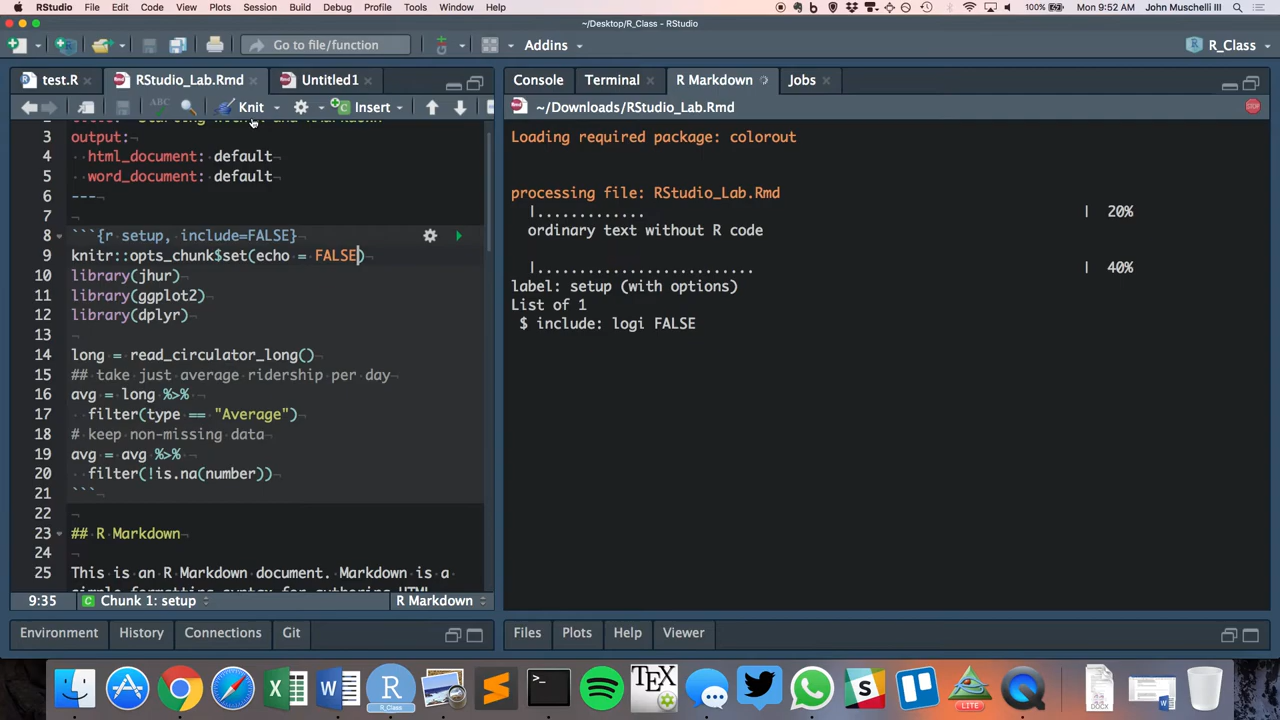 RStudio File Edit Code View Plots Session Build Debug Profile Tools Window Help 100% Wed 9:52 AM John Muschelli III
~/Desktop/R_Class - RStudio
Go to file/function Addins R_Class
test.R RStudio_Lab.Rmd Untitled1
Knit Insert
3 output:
4 html_document: default
5 word_document: default
6 ---
7
8 ```{r setup, include=FALSE}
9 knitr::opts_chunk$set(echo = FALSE)
10 library(jhur)
11 library(ggplot2)
12 library(dplyr)
13
14 long = read_circulator_long()
15 ## take just average ridership per day
16 avg = long %>%
17 filter(type == "Average")
18 # keep non-missing data
19 avg = avg %>%
20 filter(!is.na(number))
21 ```
22
23 ## R Markdown
24
25 This is an R Markdown document. Markdown is a
9:35 Chunk 1: setup R Markdown
Environment History Connections Git
Console Terminal R Markdown Jobs
~/Downloads/RStudio_Lab.Rmd
STOP
Loading required package: colorout
processing file: RStudio_Lab.Rmd
|............. | 20%
ordinary text without R code
|.......................... | 40%
label: setup (with options)
List of 1
$ include: logi FALSE
Files Plots Help Viewer
R_Class
TEX
LITE
DOCX